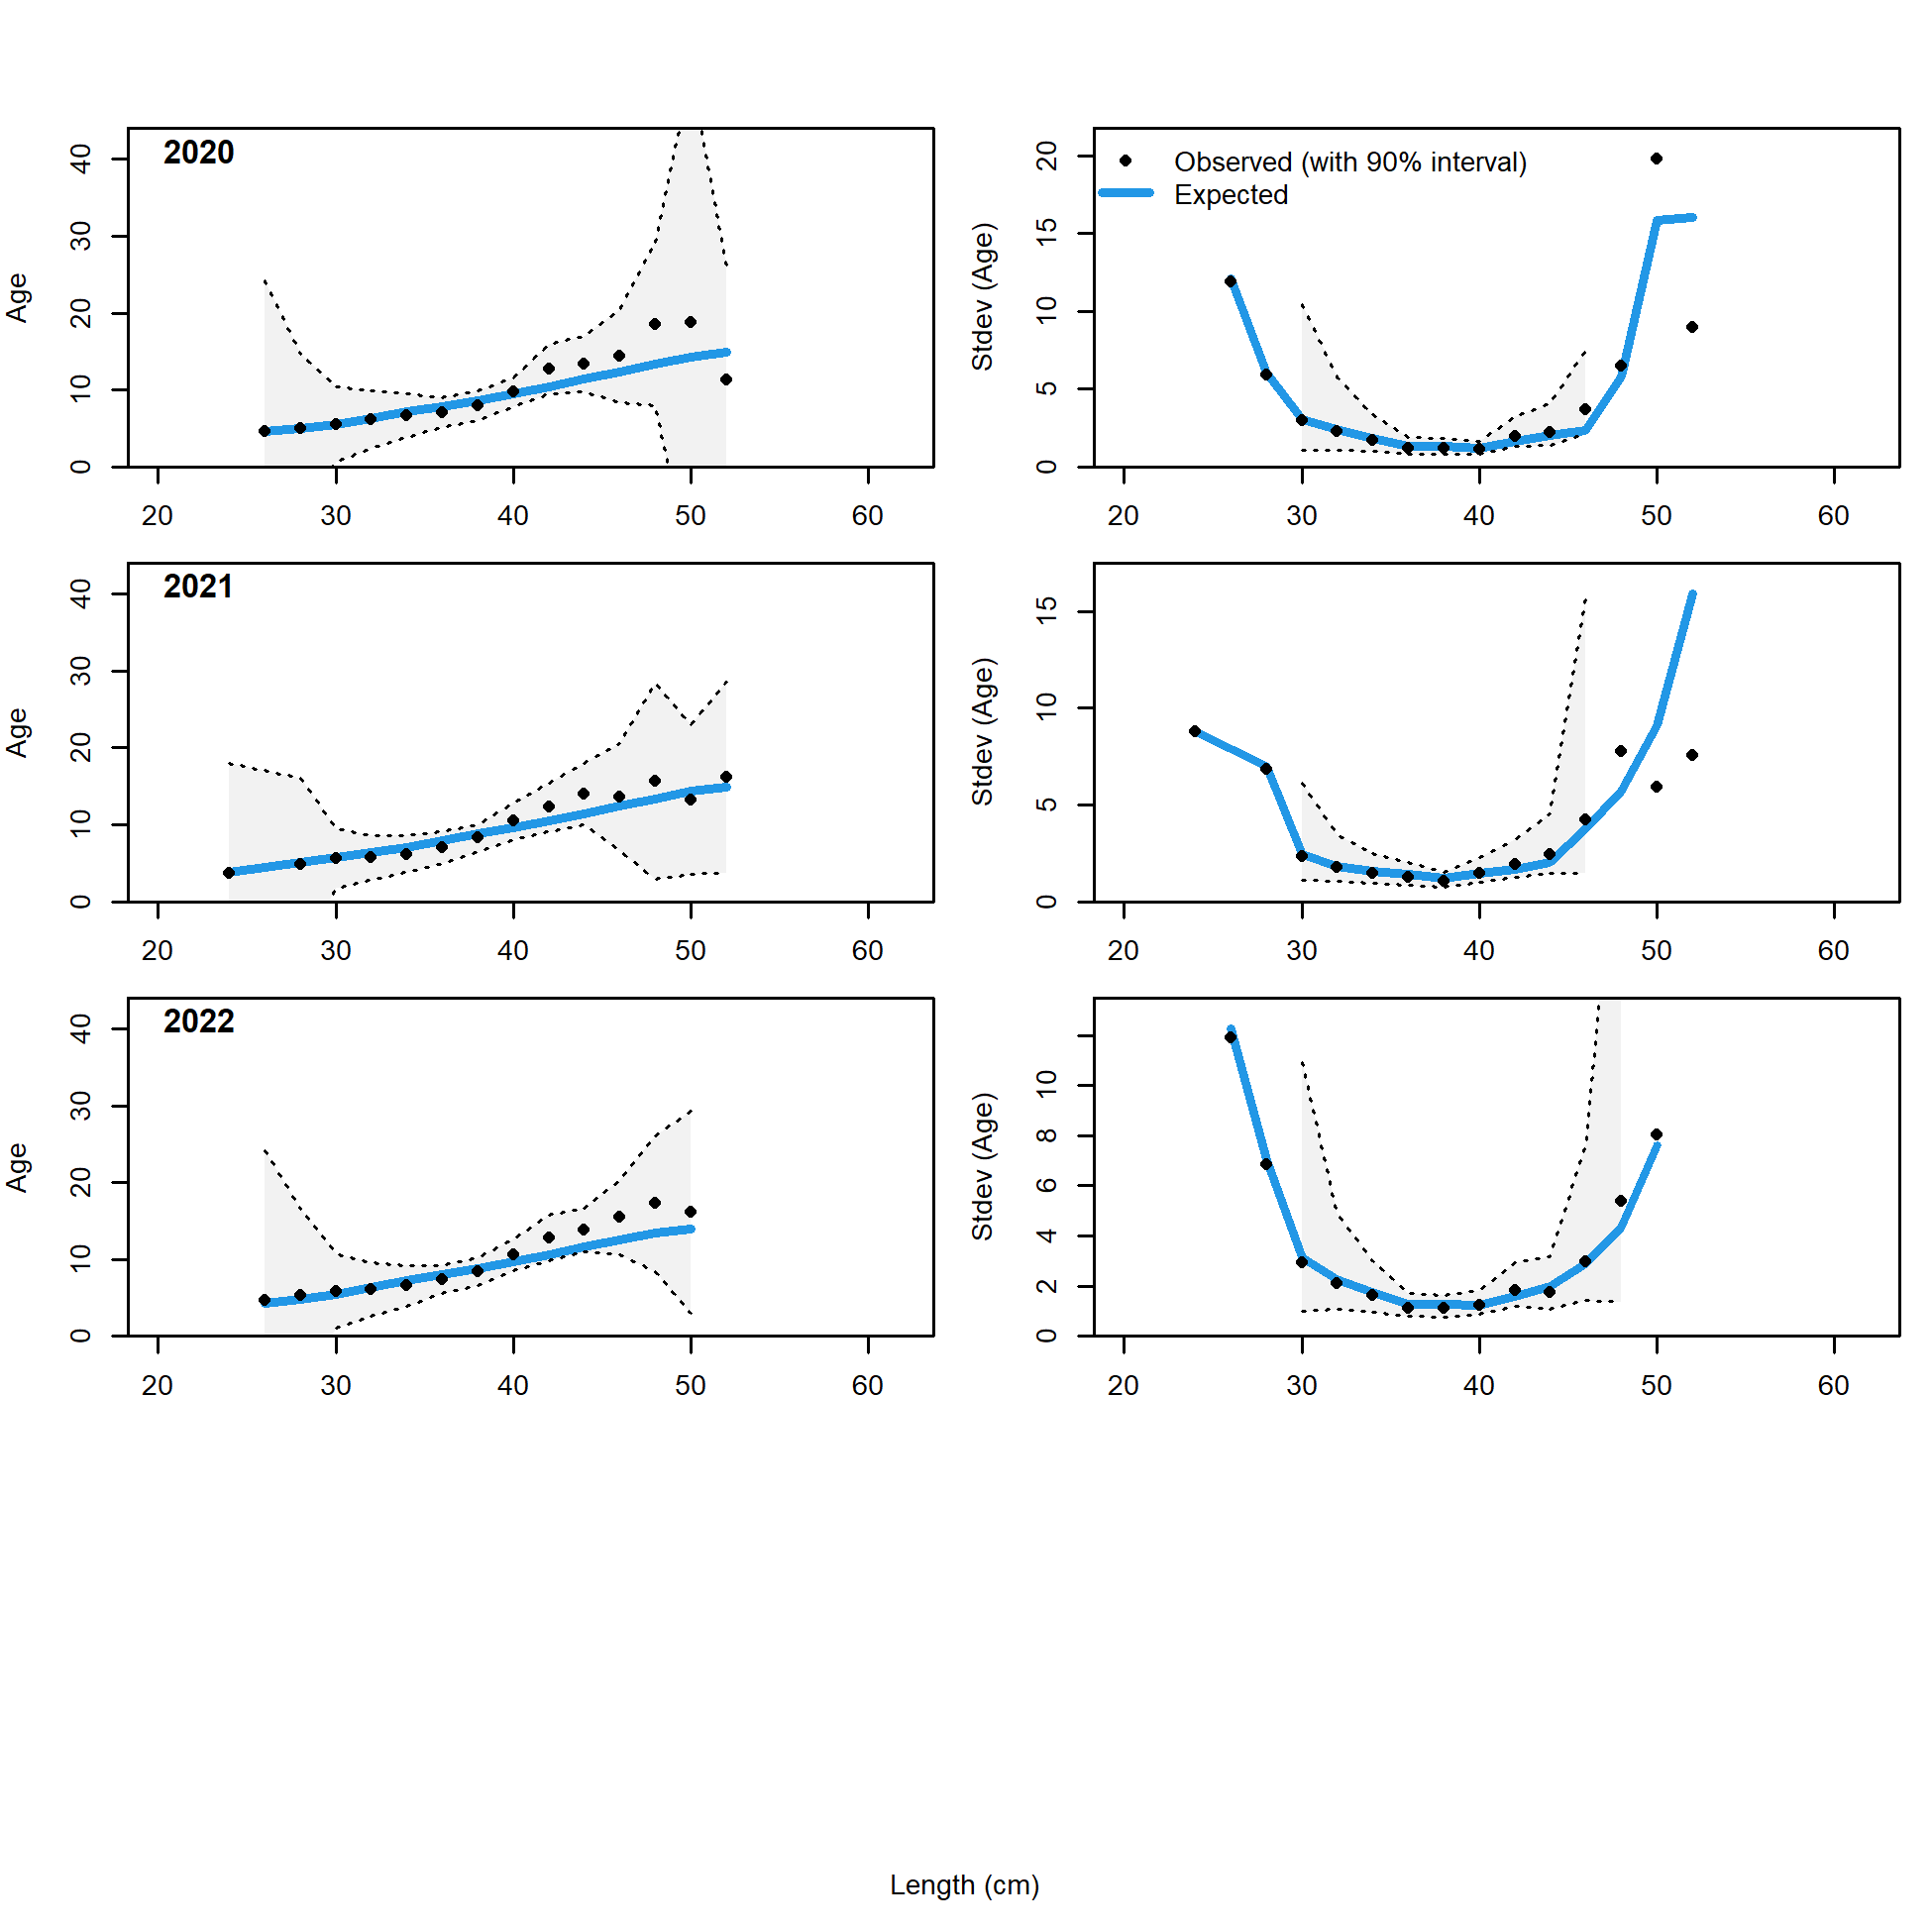 2020
Age
0 10 20 30 40
20 30 40 50 60
Observed (with 90% interval)
Expected
Stdev (Age)
0 5 10 15 20
20 30 40 50 60
2021
Age
0 10 20 30 40
20 30 40 50 60
Stdev (Age)
0 5 10 15
20 30 40 50 60
2022
Age
0 10 20 30 40
20 30 40 50 60
Stdev (Age)
0 2 4 6 8 10
20 30 40 50 60
Length (cm)